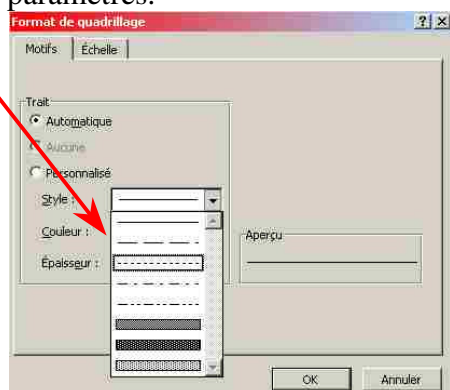 paramètres.
Format de quadrillage
Motifs
Échelle
Trait
Automatique
Aucune
Personnalisé
Style :
Couleur :
Épaisseur :
Aperçu
OK
Annuler